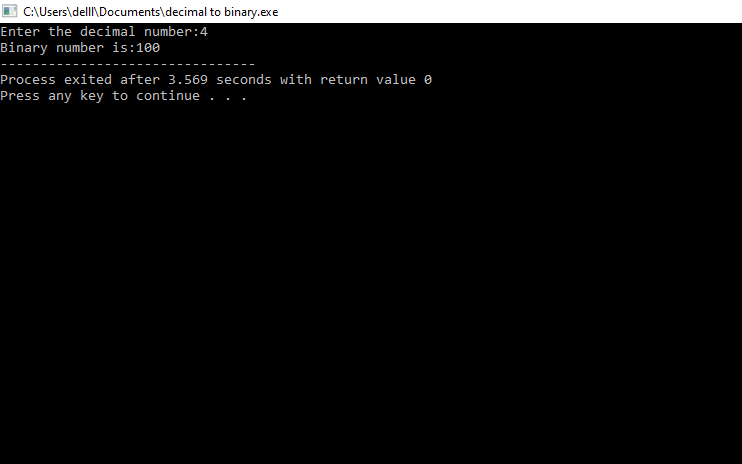 C:\Users\delll\Documents\decimal to binary.exe
Enter the decimal number:4
Binary number is:100
--------------------------------
Process exited after 3.569 seconds with return value 0
Press any key to continue . . .